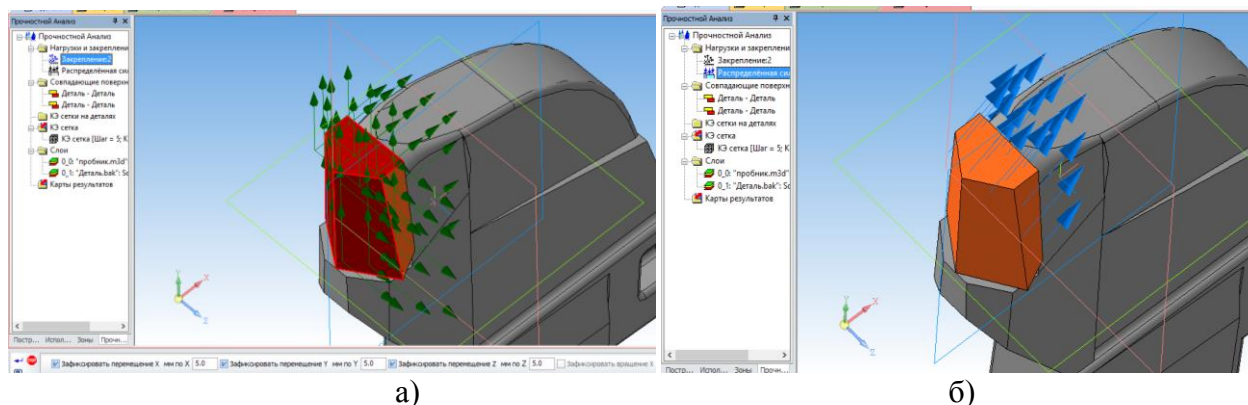 Прочностной Анализ
Прочностной Анализ
Нагрузки и закреплени
Закрепление:2
Распределённая сил
Совпадающие поверхн
Деталь - Деталь
Деталь - Деталь
КЭ сетки на деталях
КЭ сетка
КЭ сетка [Шаг = 5; К
Слои
0_0: "пробник.m3d"
0_1: "Деталь.bak": So
Карты результатов
Y
X
Z
Постр... Испол... Зоны Прочн...
Зафиксировать перемещение X мм по X 5.0 Зафиксировать перемещение Y мм по Y 5.0 Зафиксировать перемещение Z мм по Z 5.0 Зафиксировать вращение X
а)
Прочностной Анализ
Прочностной Анализ
Нагрузки и закреплени
Закрепление:2
Распределённая сил
Совпадающие поверхн
Деталь - Деталь
Деталь - Деталь
КЭ сетки на деталях
КЭ сетка
КЭ сетка [Шаг = 5; К
Слои
0_0: "пробник.m3d"
0_1: "Деталь.bak": So
Карты результатов
Y
X
Z
Постр... Испол... Зоны Прочн...
б)